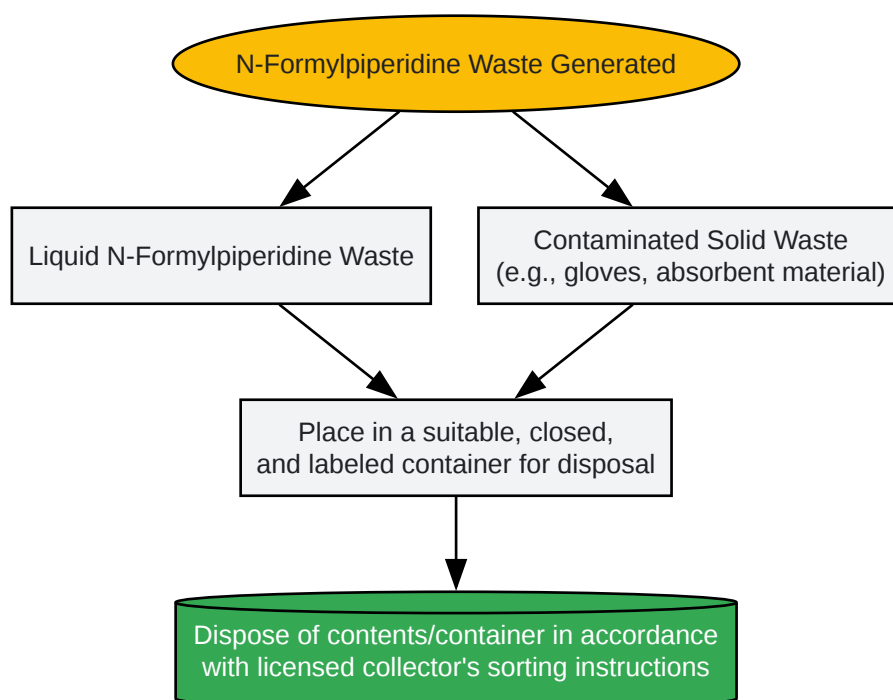 N-Formylpiperidine Waste Generated
Liquid N-Formylpiperidine Waste
Contaminated Solid Waste
(e.g., gloves, absorbent material)
Place in a suitable, closed,
and labeled container for disposal
Dispose of contents/container in accordance
with licensed collector's sorting instructions